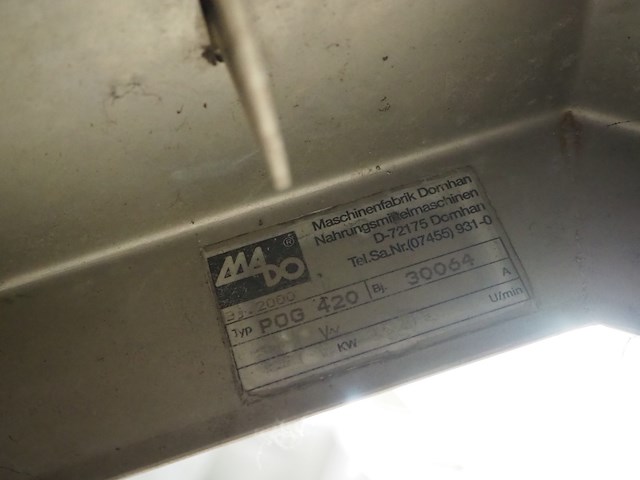 MADO ®
Maschinenfabrik Dornhan
Nahrungsmittelmaschinen
D-72175 Dornhan
Tel.Sa.Nr.(07455) 931-0
Typ POG 420 Bj. 30064
V~ A
KW U/min